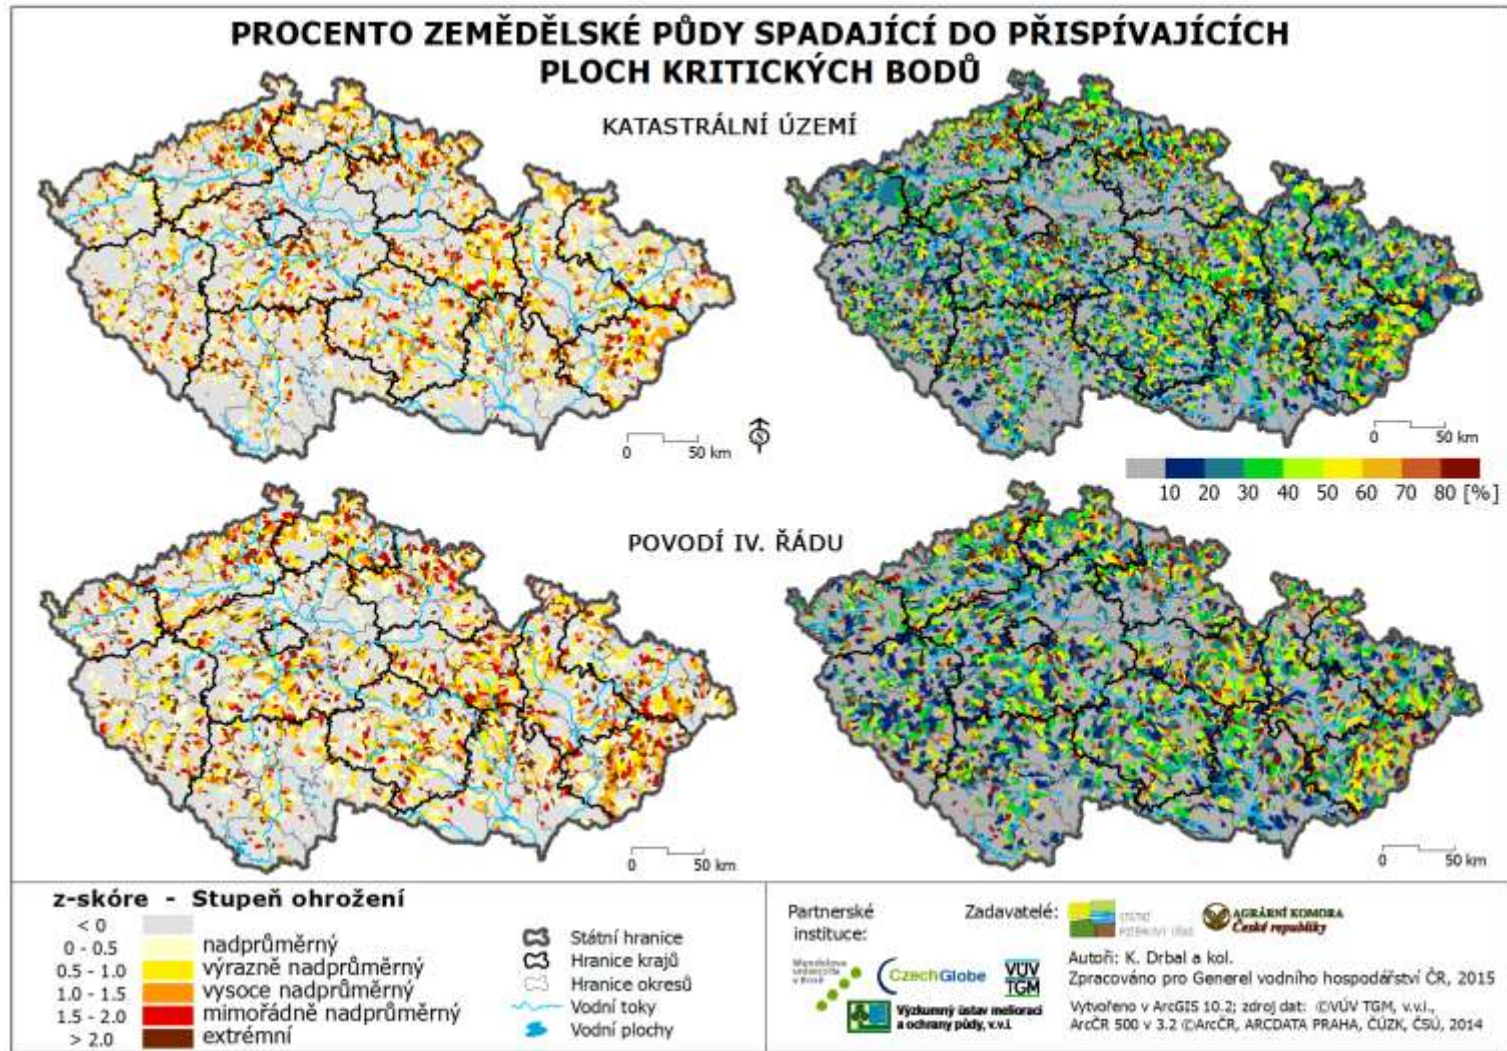 PROCENTO ZEMĚDĚLSKÉ PŮDY SPADAJÍCÍ DO PŘISPÍVAJÍCÍCH
PLOCH KRITICKÝCH BODŮ
KATASTRÁLNÍ ÚZEMÍ
0 50 km
0 50 km
10 20 30 40 50 60 70 80 [%]
POVODÍ IV. ŘÁDU
0 50 km
0 50 km
z-skóre - Stupeň ohrožení
< 0
0 - 0.5 nadprůměrný
0.5 - 1.0 výrazně nadprůměrný
1.0 - 1.5 vysoce nadprůměrný
1.5 - 2.0 mimořádně nadprůměrný
> 2.0 extrémní
Státní hranice
Hranice krajů
Hranice okresů
Vodní toky
Vodní plochy
Partnerské
instituce:
Mendelova
univerzita
v Brně
CzechGlobe
VÚV
TGM
Výzkumný ústav meliorací
a ochrany půdy, v.v.i.
Zadavatelé:
STÁTNÍ
POZEMKOVÝ ÚŘAD
AGRÁRNÍ KOMORA
České republiky
Autoři: K. Drbal a kol.
Zpracováno pro Generel vodního hospodářství ČR, 2015
Vytvořeno v ArcGIS 10.2; zdroj dat: ©VÚV TGM, v.v.i.,
ArcČR 500 v 3.2 ©ArcČR, ARCDATA PRAHA, ČÚZK, ČSÚ, 2014